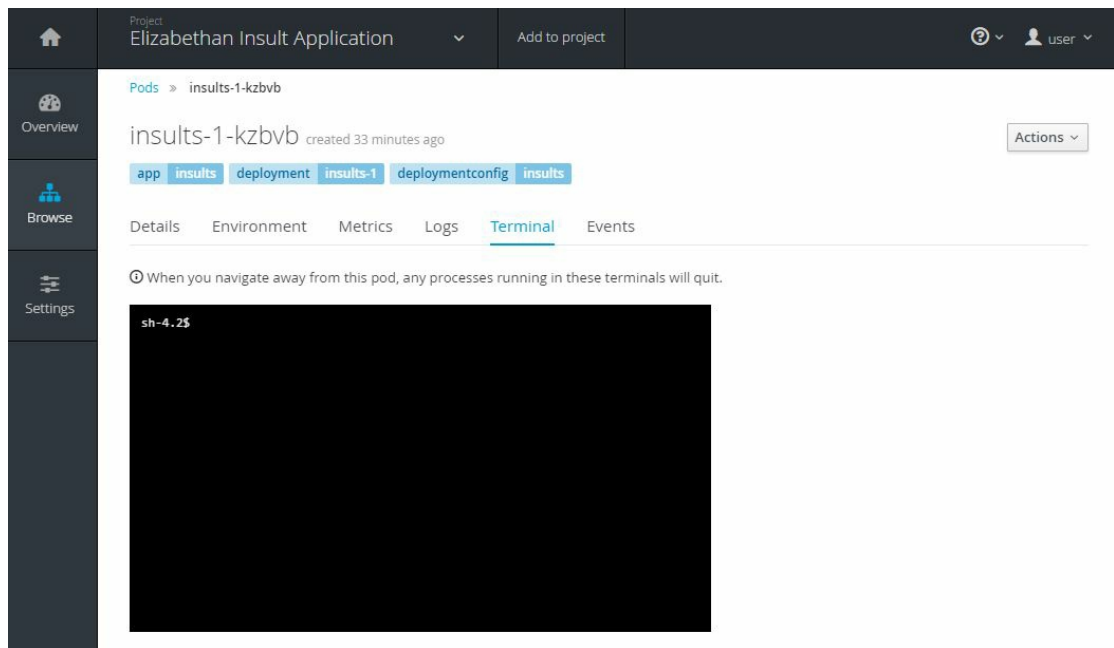 Project
Elizabethan Insult Application
Add to project
user
Overview
Browse
Settings
Pods » insults-1-kzbvb
insults-1-kzbvb created 33 minutes ago
Actions
app insults deployment insults-1 deploymentconfig insults
Details Environment Metrics Logs Terminal Events
When you navigate away from this pod, any processes running in these terminals will quit.
sh-4.2$